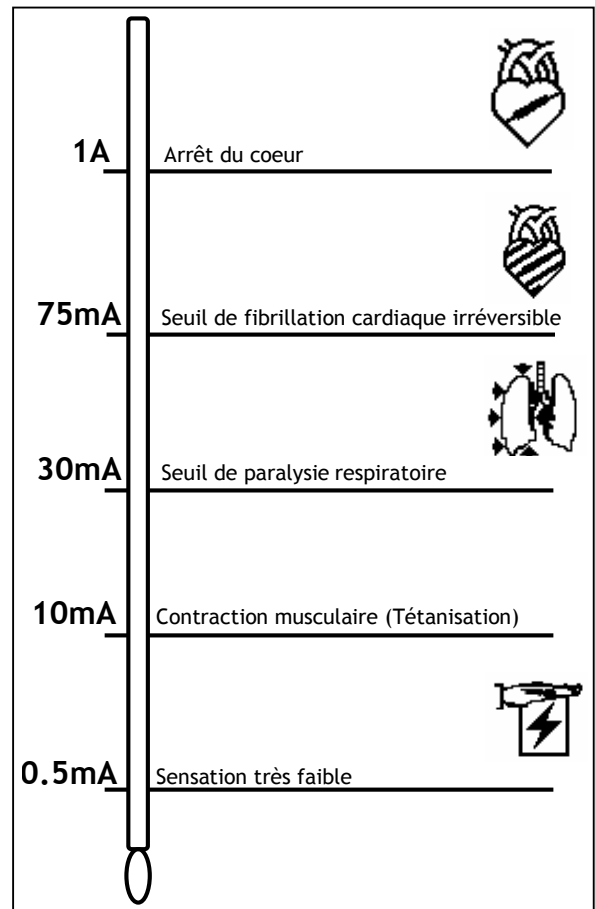 1A Arrêt du coeur
75mA Seuil de fibrillation cardiaque irréversible
30mA Seuil de paralysie respiratoire
10mA Contraction musculaire (Tétanisation)
0.5mA Sensation très faible